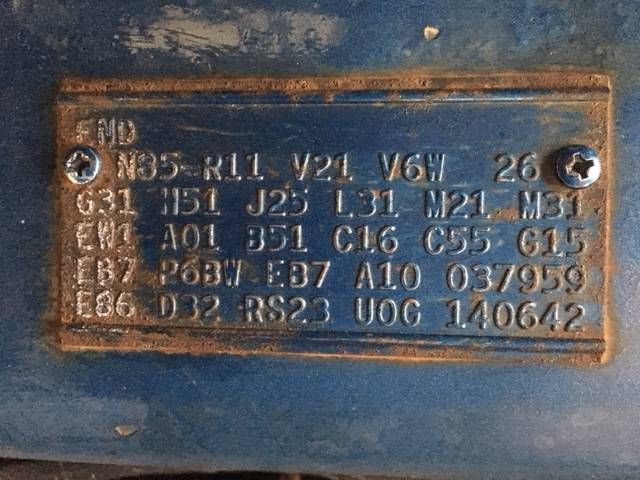 END
N85 R11 V21 V6W 26
G31 H51 J25 L31 M21 M31
EW1 A01 B51 C16 C55 G15
EB7 P6BW EB7 A10 037959
E86 D32 RS23 UOG 140642